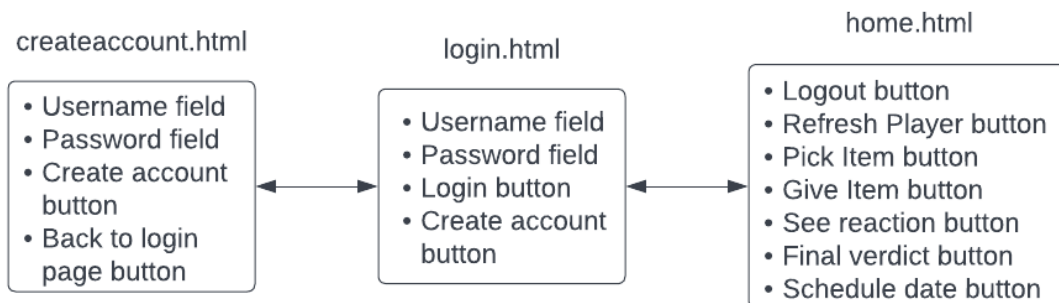 createaccount.html
• Username field
• Password field
• Create account
button
• Back to login
page button
login.html
• Username field
• Password field
• Login button
• Create account
button
home.html
• Logout button
• Refresh Player button
• Pick Item button
• Give Item button
• See reaction button
• Final verdict button
• Schedule date button